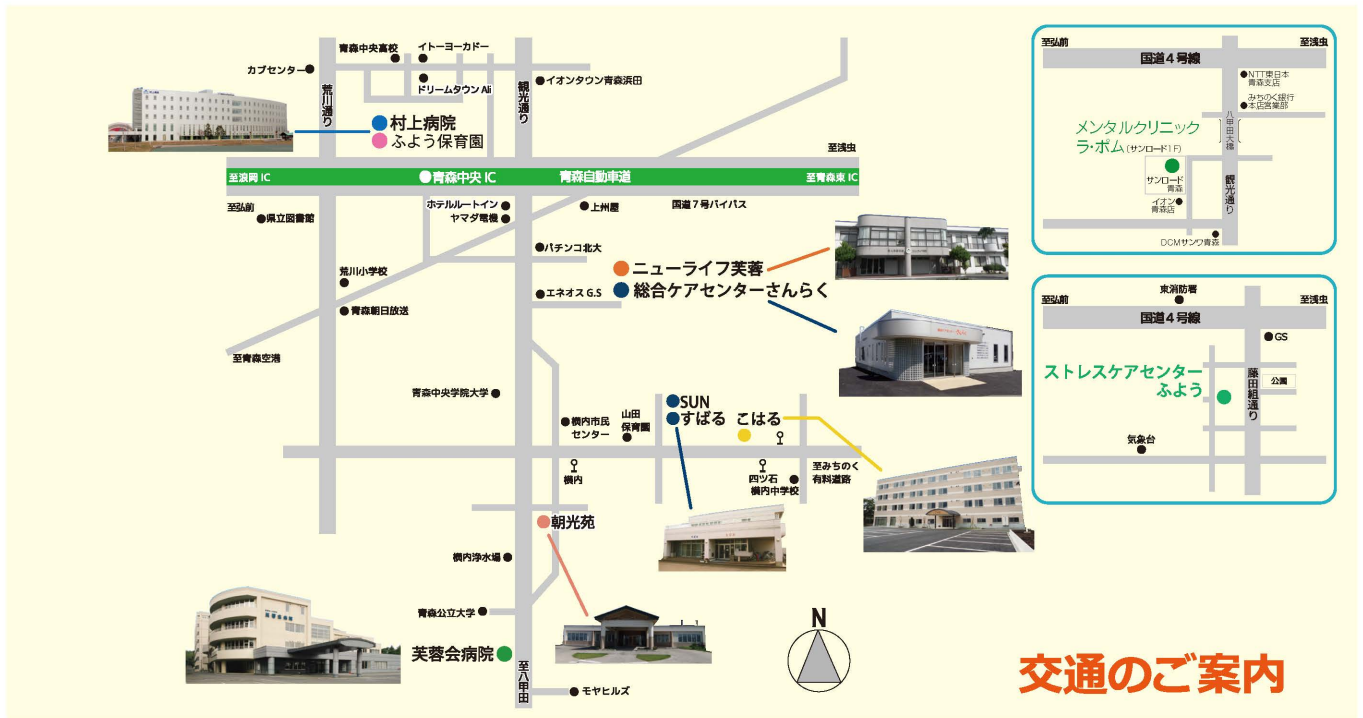 青森中央高校
イトーヨーカドー
カブセンター
ドリームタウン Ali
荒川通り
観光通り
イオンタウン青森浜田
村上病院
ふよう保育園
至浅虫
至浪岡 IC
青森中央 IC
青森自動車道
至青森東 IC
至弘前
県立図書館
ホテルルートイン
ヤマダ電機
上州屋
国道7号バイパス
パチンコ北大
荒川小学校
ニューライフ芙蓉
総合ケアセンターさんらく
エネオス G.S
青森朝日放送
至青森空港
青森中央学院大学
横内市民
センター
山田
保育園
SUN
すばる
こはる
横内
四ツ石
横内中学校
至みちのく
有料道路
朝光苑
横内浄水場
青森公立大学
芙蓉会病院
至八甲田
モヤヒルズ
N
交通のご案内
至弘前
至浅虫
国道4号線
NTT東日本
青森支店
みちのく銀行
本店営業部
八甲田大橋
メンタルクリニック
ラ・ポム(サンロード1F)
サンロード
青森
イオン
青森店
観光通り
DCMサンワ青森
東消防署
至弘前
至浅虫
国道4号線
GS
ストレスケアセンター
ふよう
藤田組通り
公園
気象台